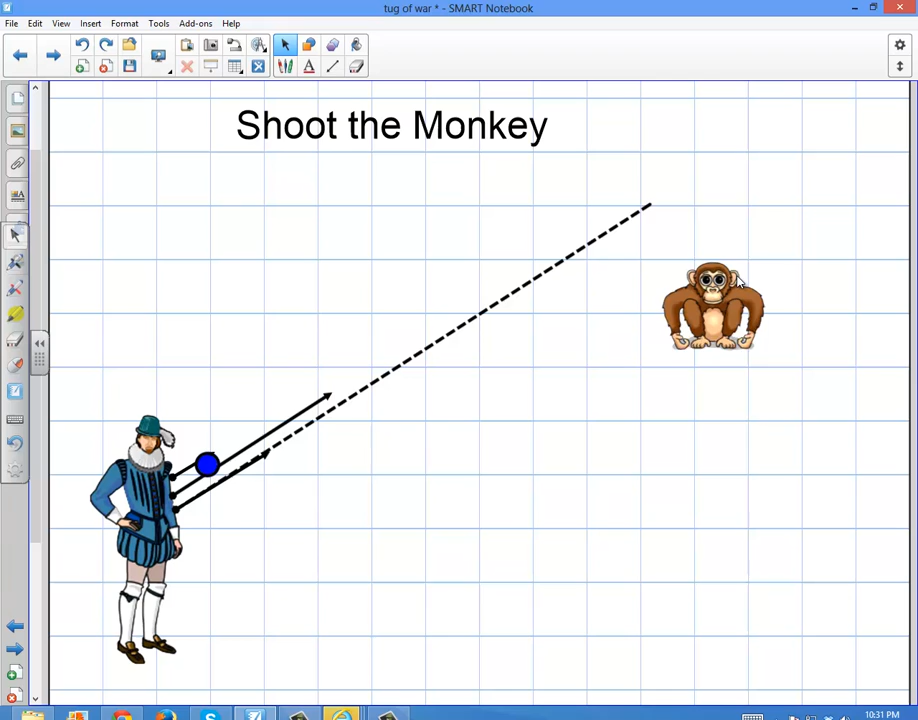 tug of war * - SMART Notebook
File Edit View Insert Format Tools Add-ons Help
Shoot the Monkey
10:31 PM